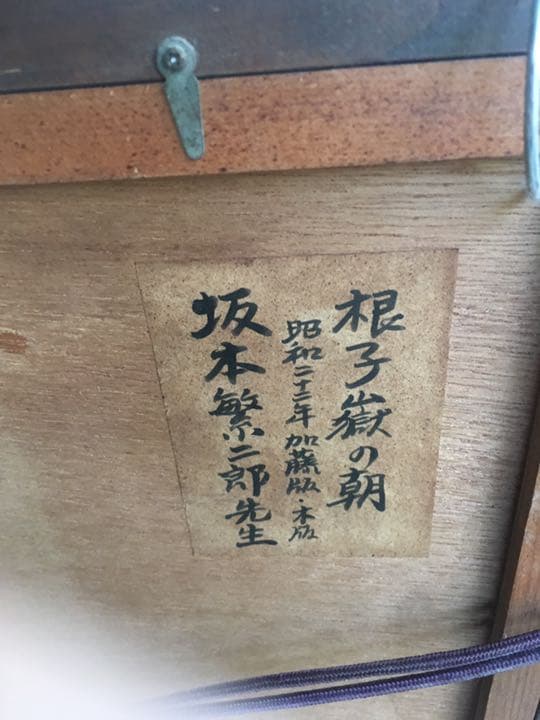 根子嶽の朝
昭和二十二年加藤版・木版
坂本繁二郎先生